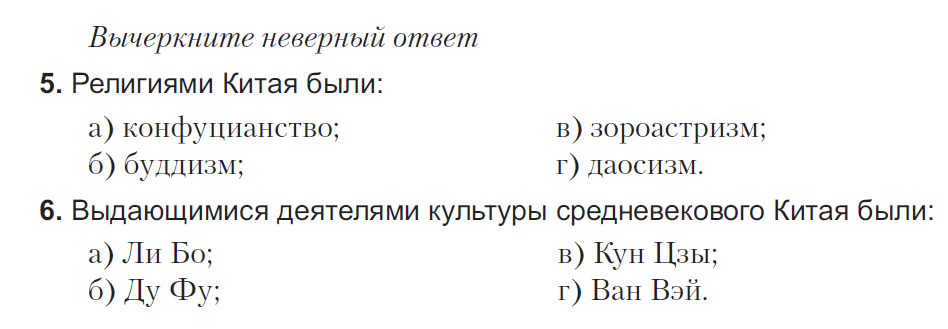 Вычеркните неверный ответ
5. Религиями Китая были:
а) конфуцианство; в) зороастризм;
б) буддизм; г) даосизм.
6. Выдающимися деятелями культуры средневекового Китая были:
а) Ли Бо; в) Кун Цзы;
б) Ду Фу; г) Ван Вэй.